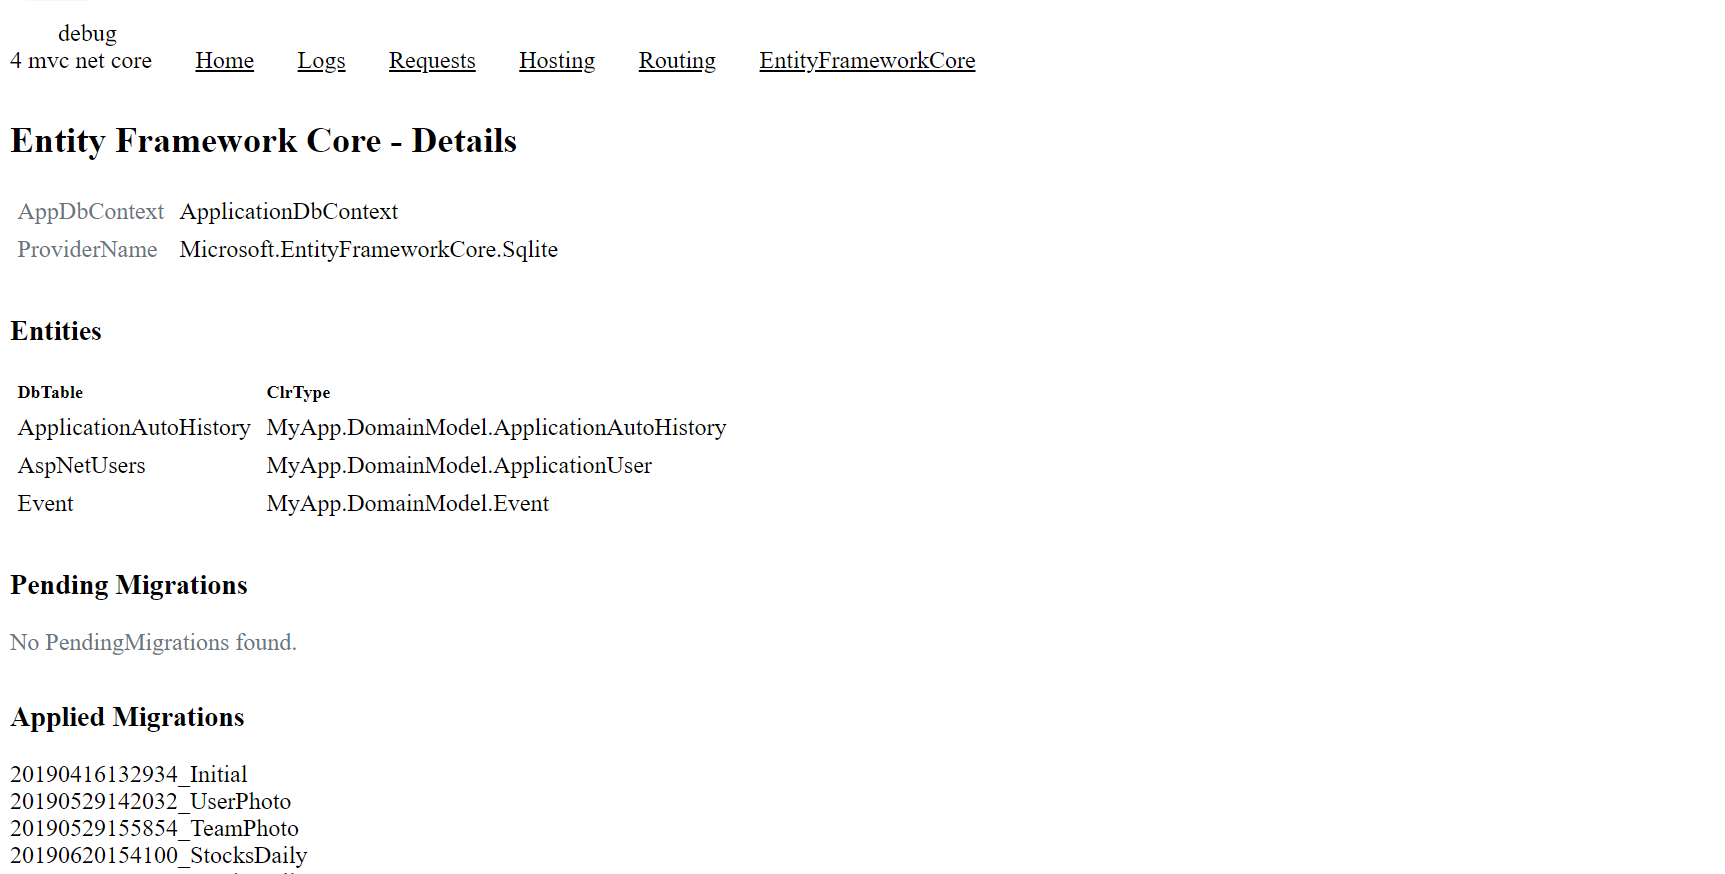 debug
4 mvc net core Home Logs Requests Hosting Routing EntityFrameworkCore
Entity Framework Core - Details
AppDbContext ApplicationDbContext
ProviderName Microsoft.EntityFrameworkCore.Sqlite
Entities
DbTable ClrType
ApplicationAutoHistory MyApp.DomainModel.ApplicationAutoHistory
AspNetUsers MyApp.DomainModel.ApplicationUser
Event MyApp.DomainModel.Event
Pending Migrations
No PendingMigrations found.
Applied Migrations
20190416132934_Initial
20190529142032_UserPhoto
20190529155854_TeamPhoto
20190620154100_StocksDaily